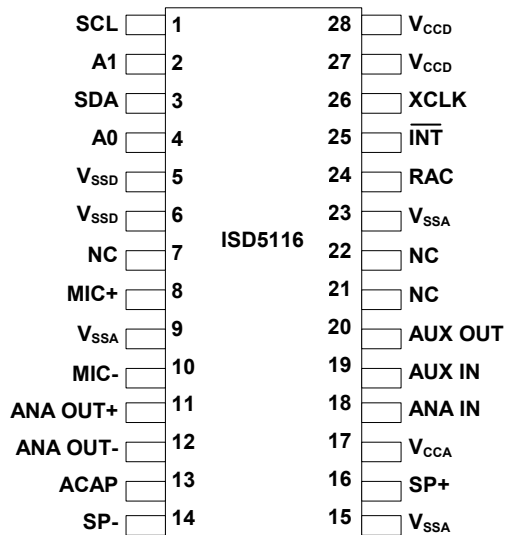 SCL 1 28 VCCD
A1 2 27 VCCD
SDA 3 26 XCLK
A0 4 25 INT
VSSD 5 24 RAC
VSSD 6 23 VSSA
ISD5116
NC 7 22 NC
MIC+ 8 21 NC
VSSA 9 20 AUX OUT
MIC- 10 19 AUX IN
ANA OUT+ 11 18 ANA IN
ANA OUT- 12 17 VCCA
ACAP 13 16 SP+
SP- 14 15 VSSA